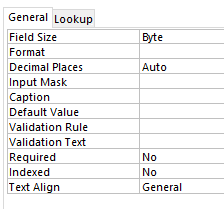 General Lookup
Field Size Byte
Format
Decimal Places Auto
Input Mask
Caption
Default Value
Validation Rule
Validation Text
Required No
Indexed No
Text Align General